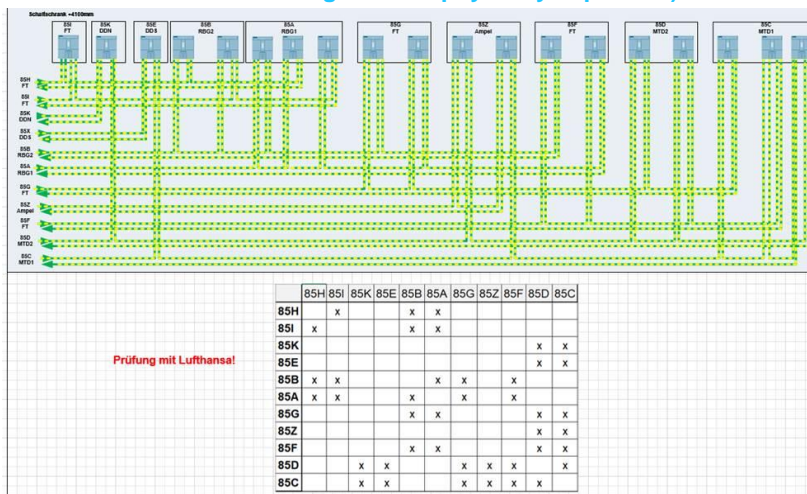 Schaltschrank +4100mm
85I FT
85K DDN
85E DDS
85B RBG2
85A RBG1
85G FT
85Z Ampel
85F FT
85D MTD2
85C MTD1
85H FT
85I FT
85K DDN
85X DDS
85B RBG2
85A RBG1
85G FT
85Z Ampel
85F FT
85D MTD2
85C MTD1
Prüfung mit Lufthansa!
85H 85I 85K 85E 85B 85A 85G 85Z 85F 85D 85C
85H x x x
85I x x x
85K x x
85E x x
85B x x x x x
85A x x x x x
85G x x x x
85Z x x
85F x x x x
85D x x x x x x
85C x x x x x x